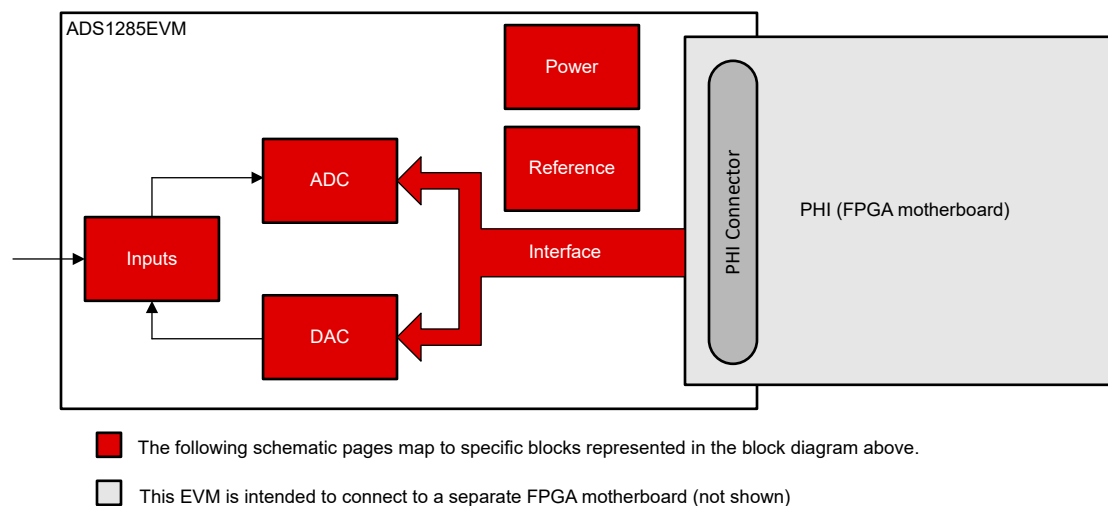 ADS1285EVM
Power
Reference
ADC
Inputs
DAC
Interface
PHI Connector
PHI (FPGA motherboard)
The following schematic pages map to specific blocks represented in the block diagram above.
This EVM is intended to connect to a separate FPGA motherboard (not shown)